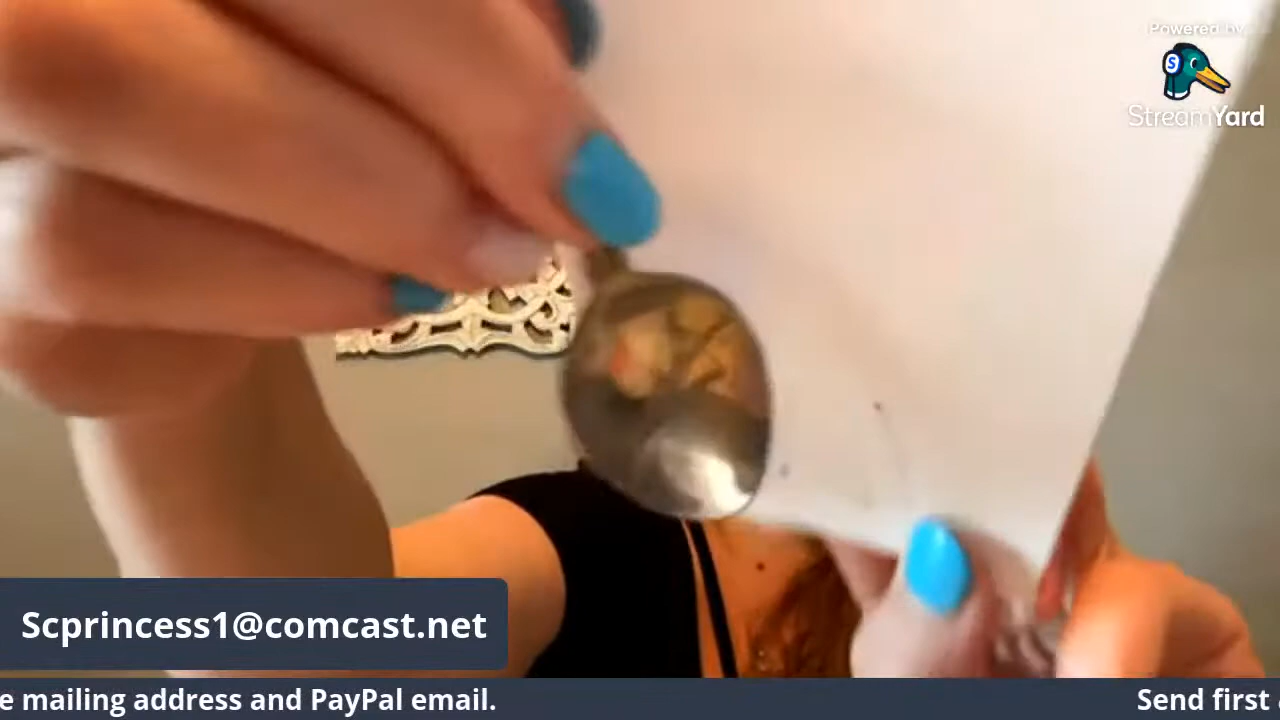 Powered by
StreamYard
Scprincess1@comcast.net
e mailing address and PayPal email.
Send first